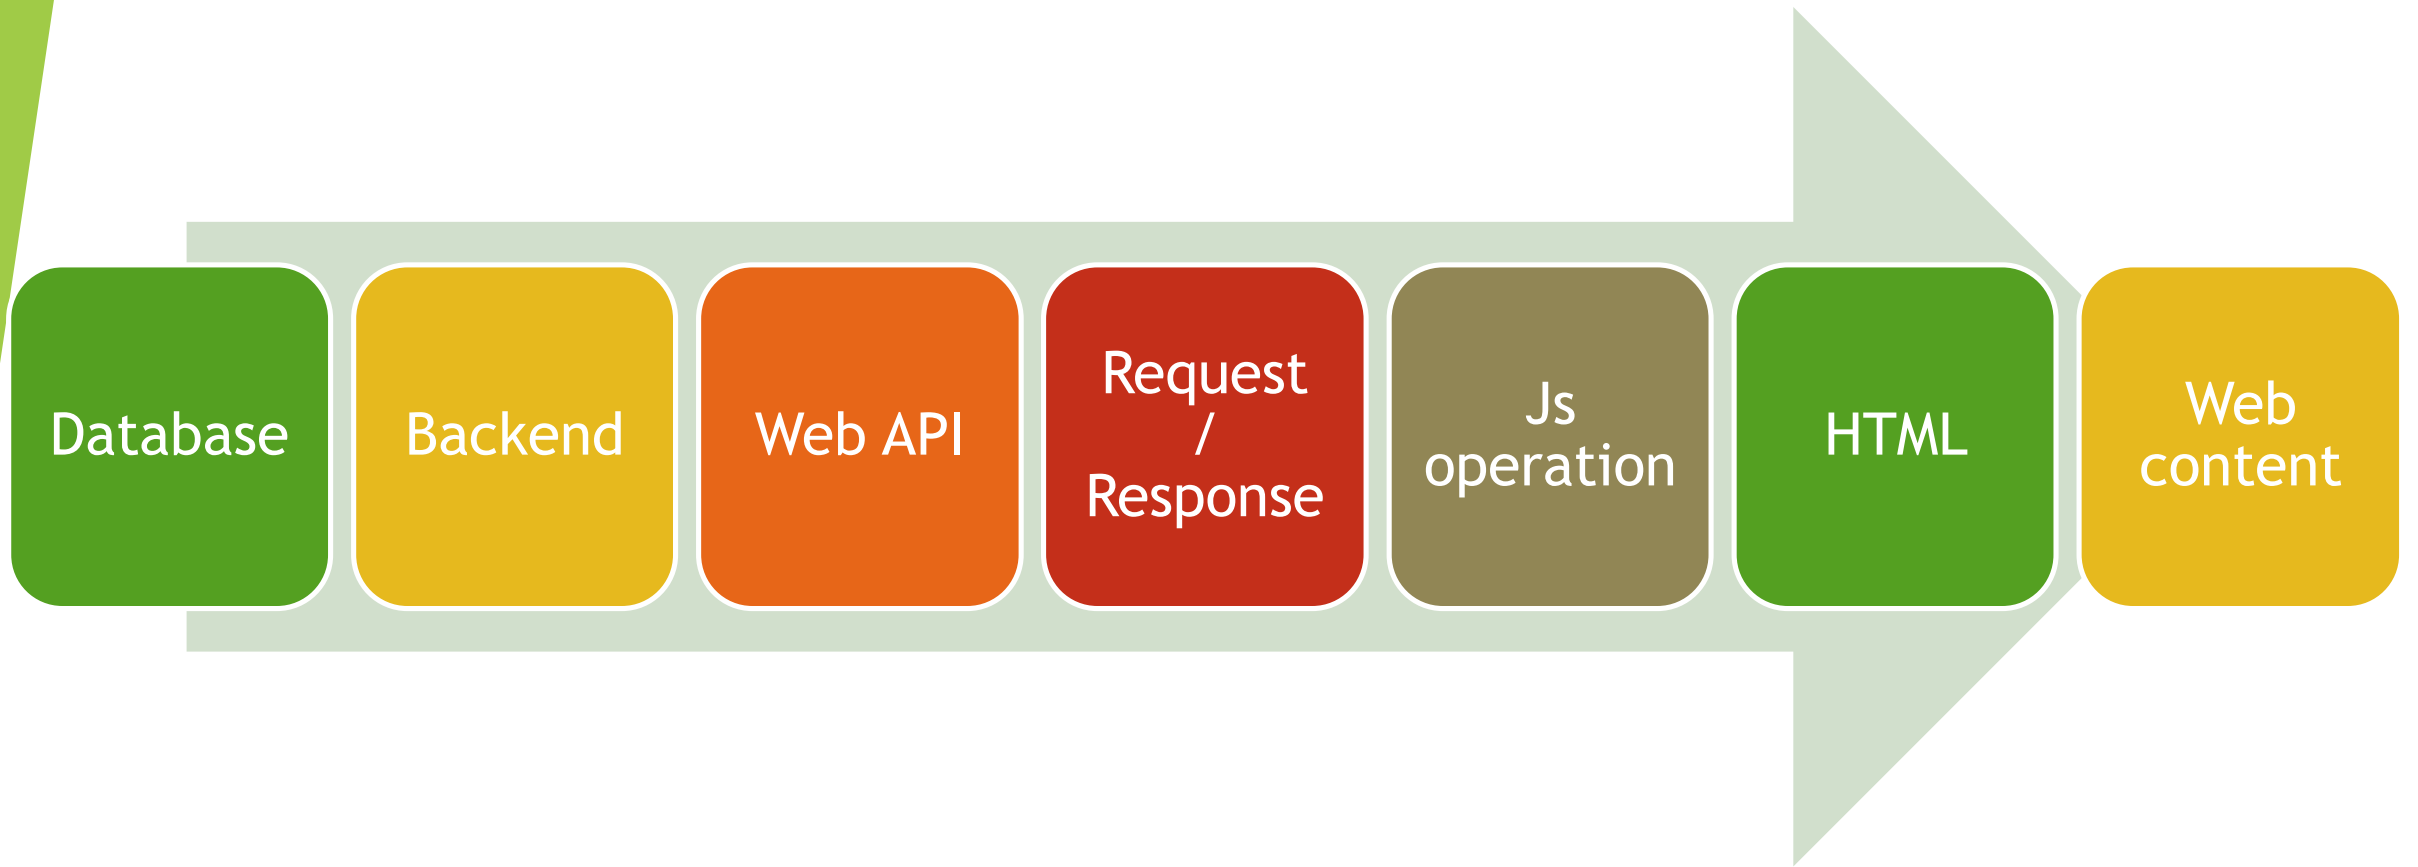 Database
Backend
Web API
Request
/
Response
Js
operation
HTML
Web
content